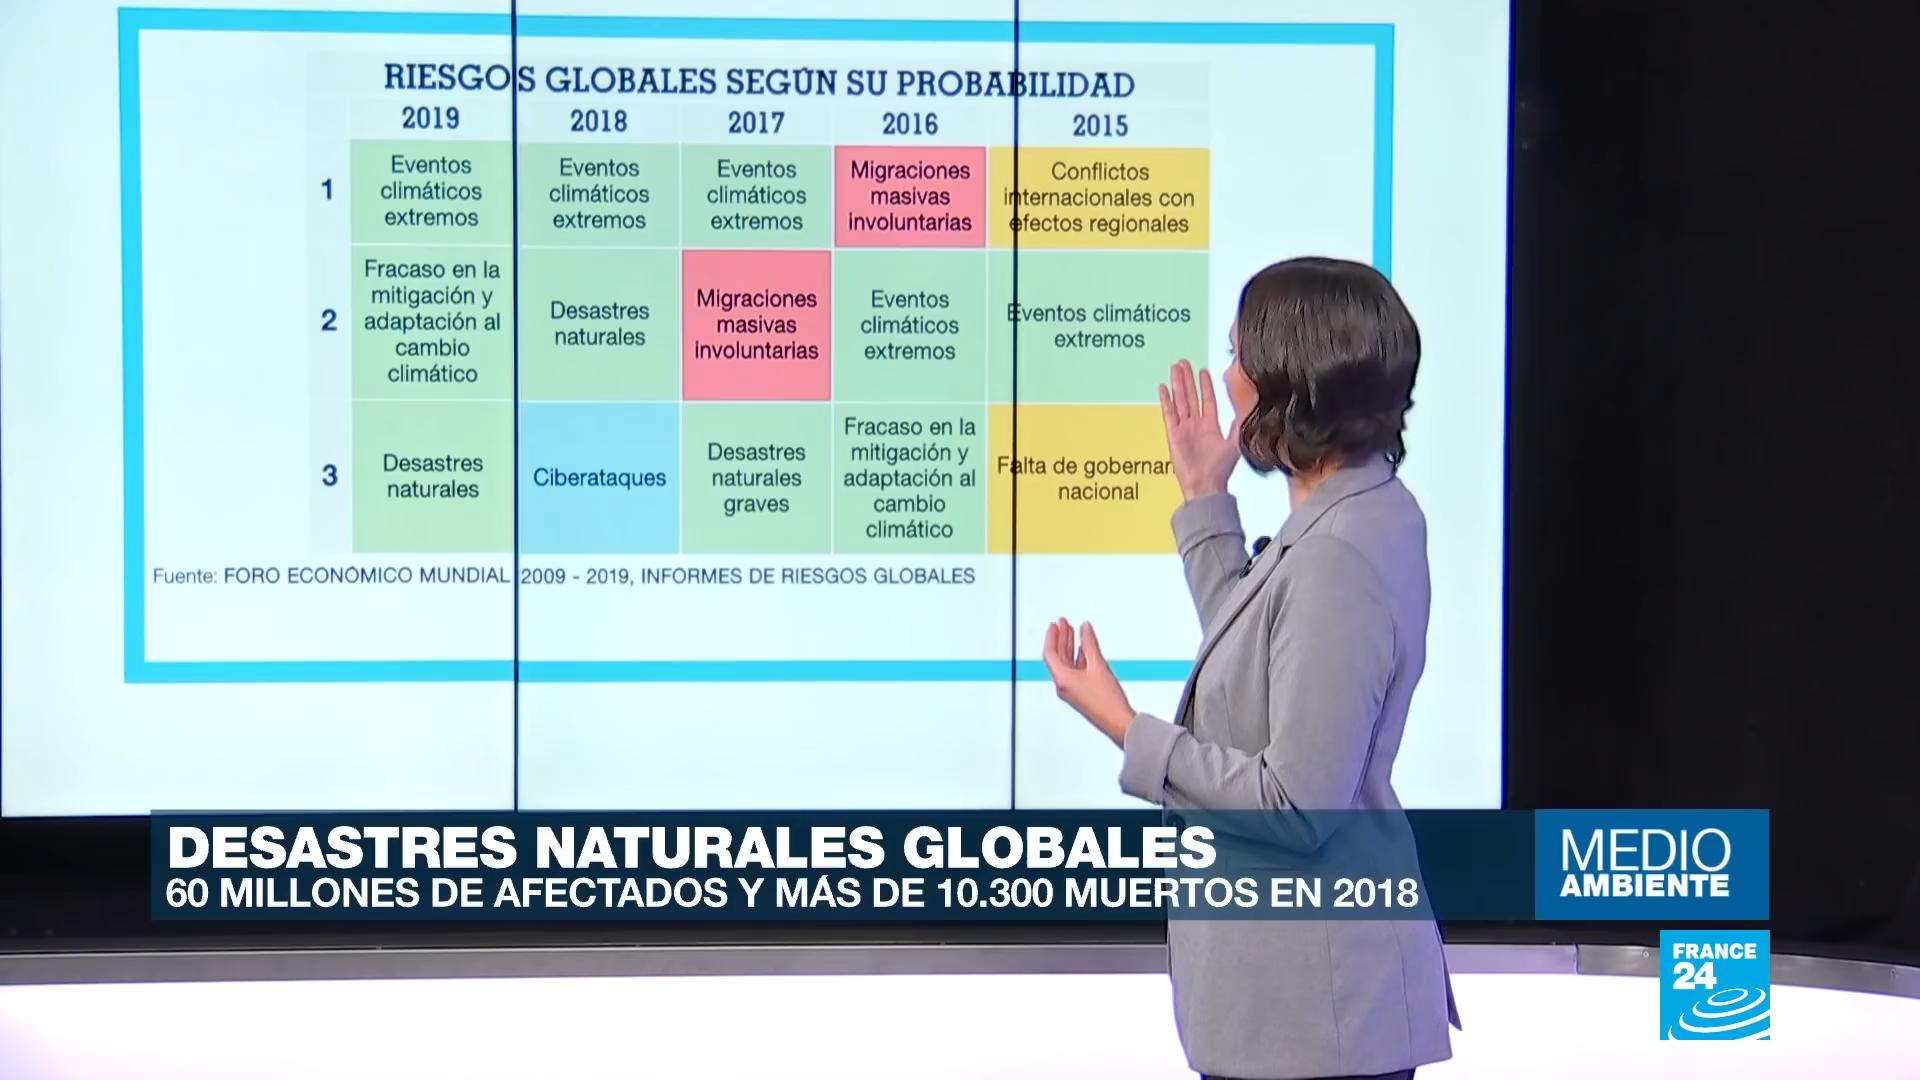 RIESGOS GLOBALES SEGÚN SU PROBABILIDAD
2019 2018 2017 2016 2015
1
Eventos
climáticos
extremos
Eventos
climáticos
extremos
Eventos
climáticos
extremos
Migraciones
masivas
involuntarias
Conflictos
internacionales con
efectos regionales
2
Fracaso en la
mitigación y
adaptación al
cambio
climático
Desastres
naturales
Migraciones
masivas
involuntarias
Eventos
climáticos
extremos
Eventos climáticos
extremos
3
Desastres
naturales
Ciberataques
Desastres
naturales
graves
Fracaso en la
mitigación y
adaptación al
cambio
climático
Falta de
nacional
Fuente: FORO ECONÓMICO MUNDIAL 2009 - 2019, INFORMES DE RIESGOS GLOBALES
DESASTRES NATURALES GLOBALES
60 MILLONES DE AFECTADOS Y MÁS DE 10.300 MUERTOS EN 2018
MEDIO
AMBIENTE
FRANCE
24